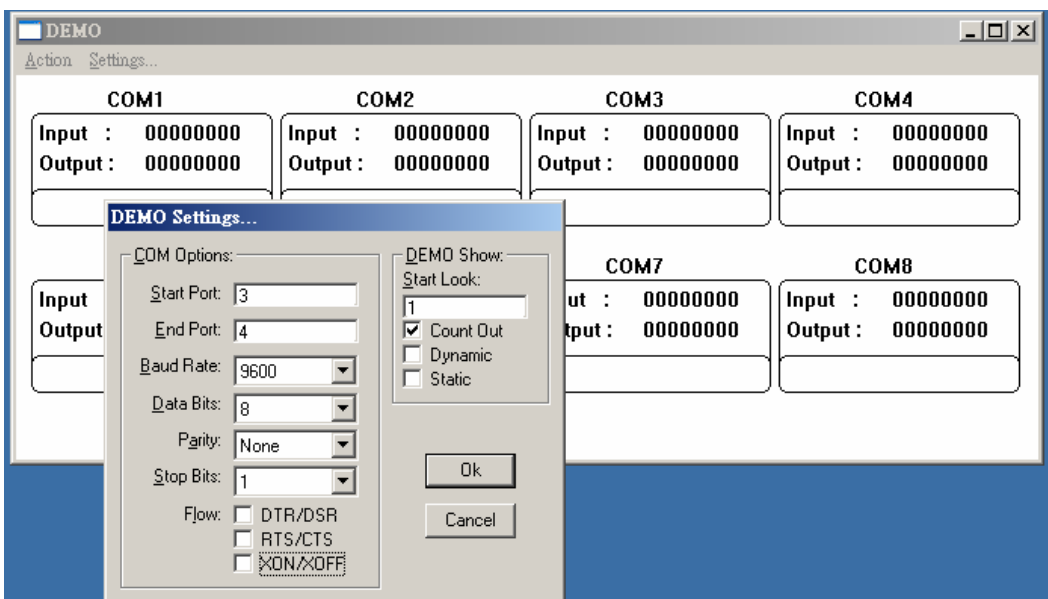 DEMO
Action Settings...
COM1 COM2 COM3 COM4
Input : 00000000 Input : 00000000 Input : 00000000 Input : 00000000
Output : 00000000 Output : 00000000 Output : 00000000 Output : 00000000
COM7 COM8
Input ut : 00000000 Input : 00000000
Output tput : 00000000 Output : 00000000
DEMO Settings...
COM Options:
Start Port: 3
End Port: 4
Baud Rate: 9600
Data Bits: 8
Parity: None
Stop Bits: 1
Flow: DTR/DSR
RTS/CTS
XON/XOFF
DEMO Show:
Start Look:
1
Count Out
Dynamic
Static
Ok
Cancel